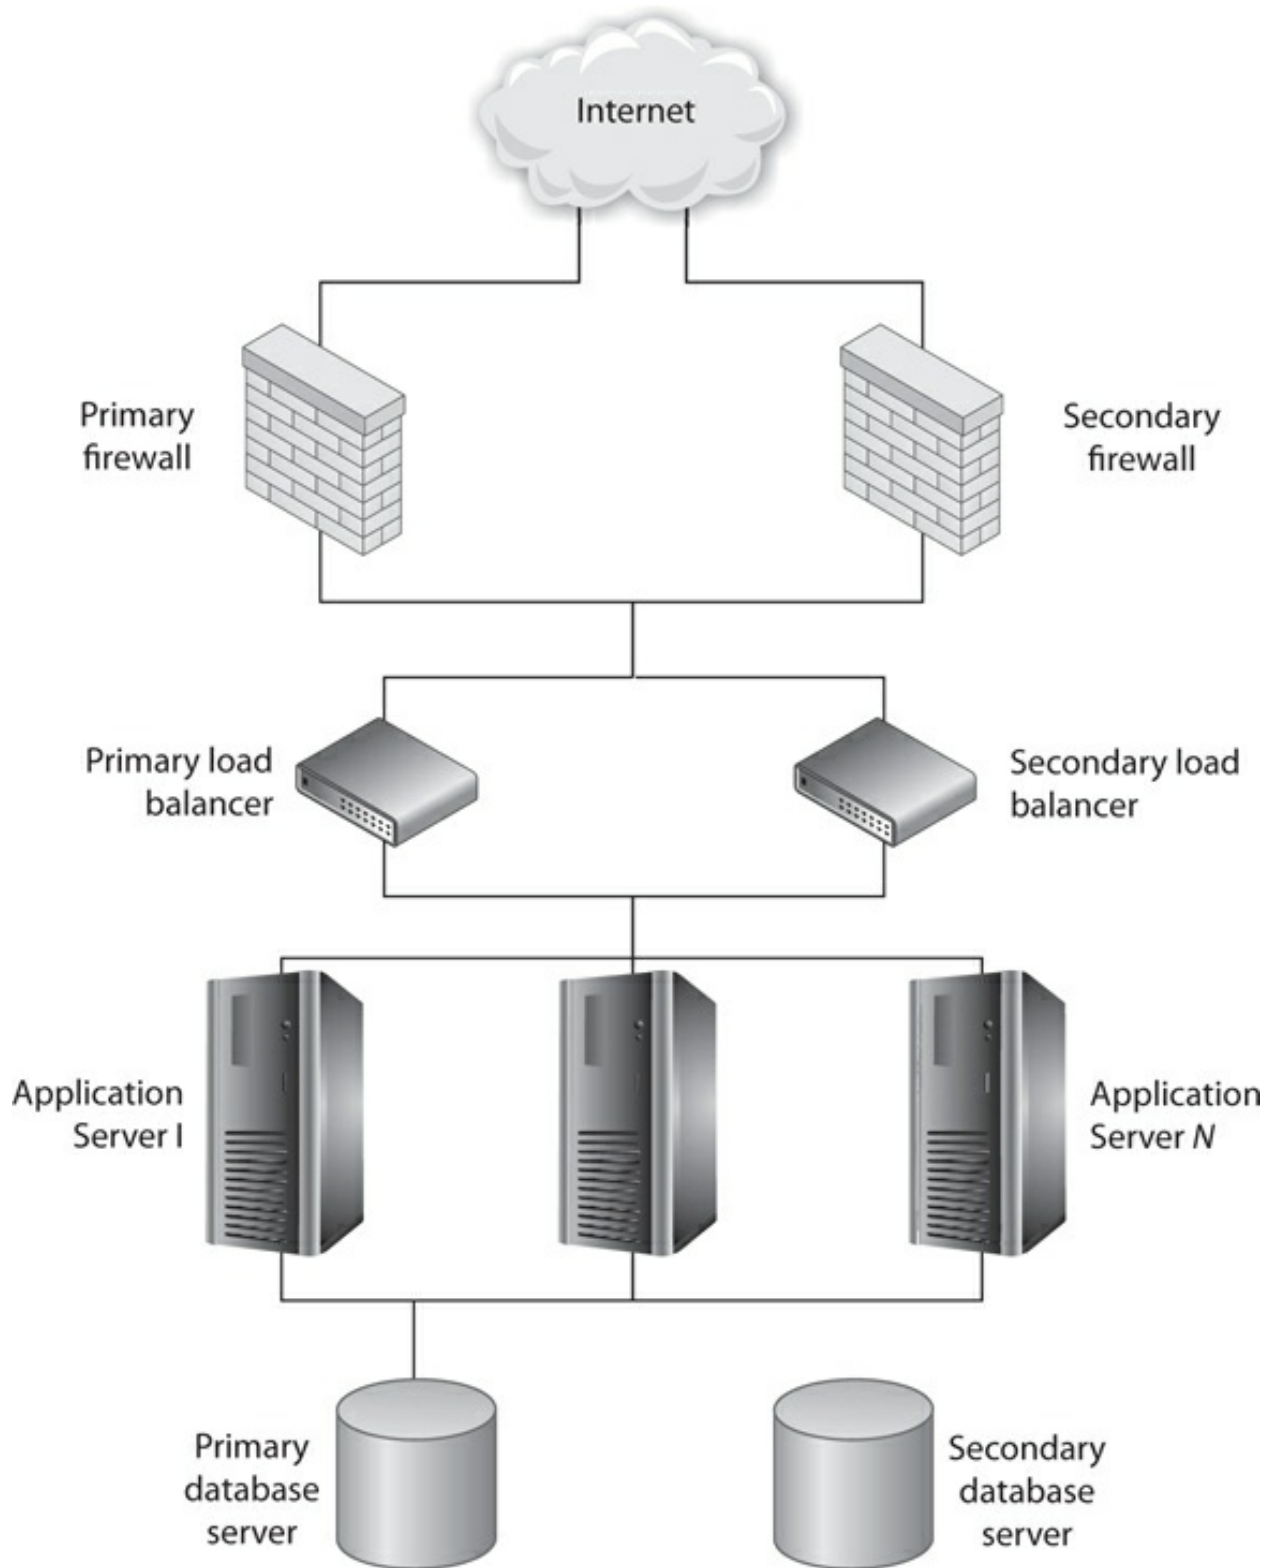 Internet
Primary
firewall
Secondary
firewall
Primary load
balancer
Secondary load
balancer
Application
Server I
Application
Server N
Primary
database
server
Secondary
database
server